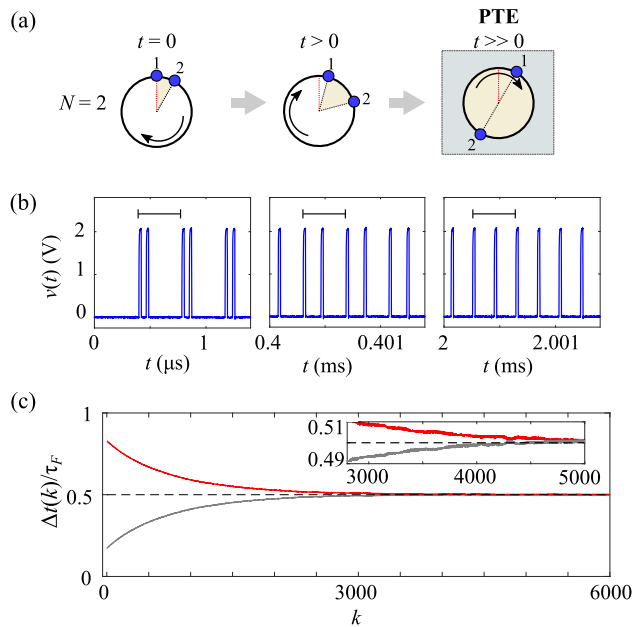 (a)
PTE
t = 0
t > 0
t >> 0
N = 2
1
2
1
2
1
2
(b)
v(t) (V)
2
1
0
0
1
t (μs)
0.4
0.401
t (ms)
2
2.001
t (ms)
(c)
Δt(k)/τF
1
0.5
0
0
3000
6000
k
0.51
0.49
3000
4000
5000